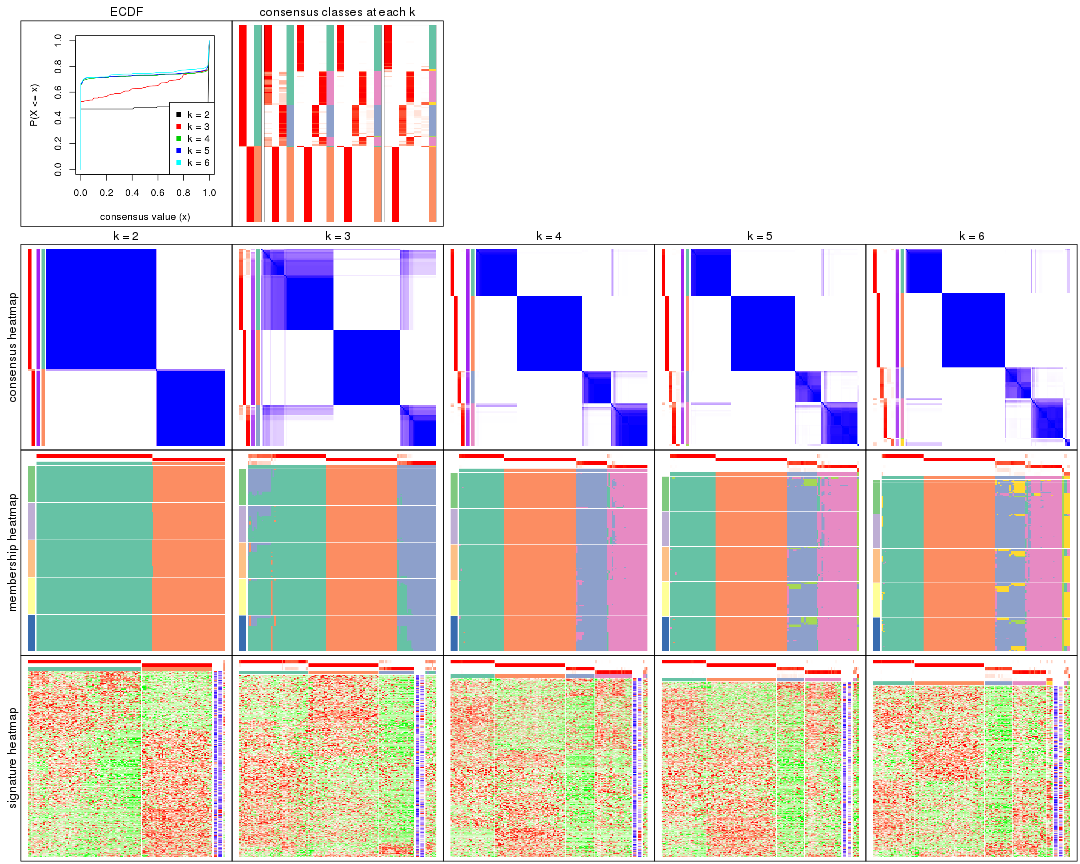 ECDF
consensus classes at each k
P(X <= x)
1.0
0.8
0.6
0.4
0.2
0.0
k = 2
k = 3
k = 4
k = 5
k = 6
0.0 0.2 0.4 0.6 0.8 1.0
consensus value (x)
k = 2
k = 3
k = 4
k = 5
k = 6
consensus heatmap
membership heatmap
signature heatmap